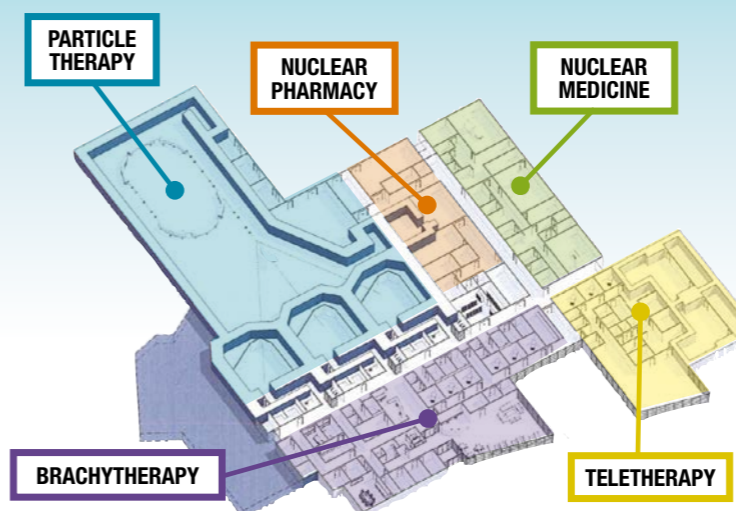 PARTICLE
THERAPY
NUCLEAR
PHARMACY
NUCLEAR
MEDICINE
BRACHYTHERAPY
TELETHERAPY